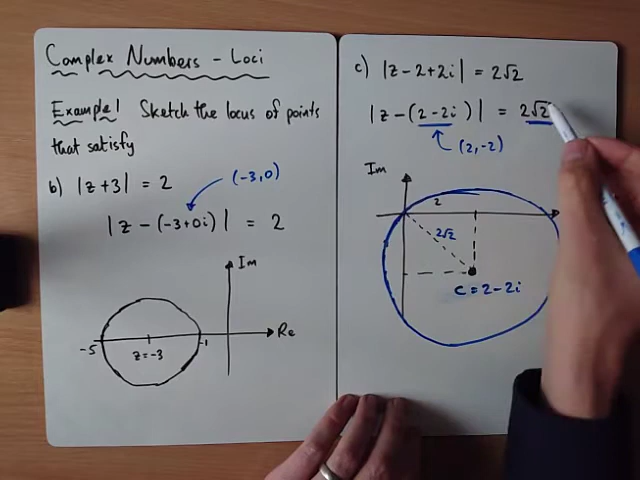 Complex Numbers - Loci
Example! Sketch the locus of points
that satisfy
b) |z+3| = 2
(-3,0)
|z-(-3+0i)| = 2
Im
Re
-5
-1
z=-3
c) |z-2+2i| = 2√2
|z-(2-2i)| = 2√2
(2,-2)
Im
2
2√2
c=2-2i